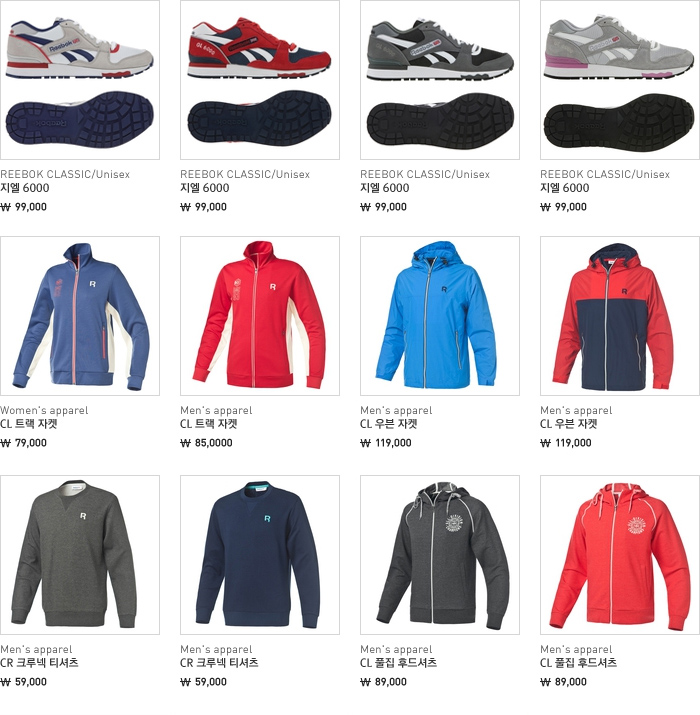 Reebok
GL 6000
REEBOK CLASSIC/Unisex
지엘 6000
₩ 99,000
REEBOK CLASSIC/Unisex
지엘 6000
₩ 99,000
REEBOK CLASSIC/Unisex
지엘 6000
₩ 99,000
REEBOK CLASSIC/Unisex
지엘 6000
₩ 99,000
R
R
R
R
Women's apparel
CL 트랙 자켓
₩ 79,000
Men's apparel
CL 트랙 자켓
₩ 85,0000
Men's apparel
CL 우븐 자켓
₩ 119,000
Men's apparel
CL 우븐 자켓
₩ 119,000
R
R
Men's apparel
CR 크루넥 티셔츠
₩ 59,000
Men's apparel
CR 크루넥 티셔츠
₩ 59,000
Men's apparel
CL 풀집 후드셔츠
₩ 89,000
Men's apparel
CL 풀집 후드셔츠
₩ 89,000